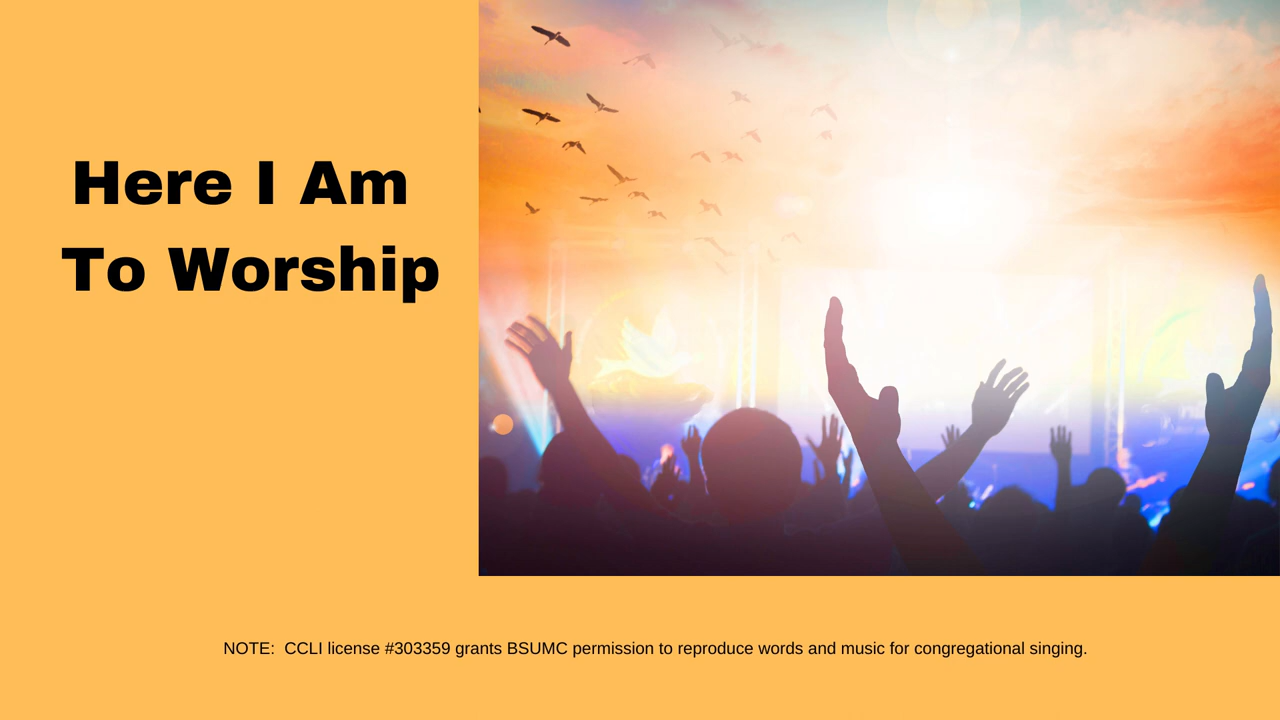 Here I Am
To Worship
NOTE:  CCLI license #303359 grants BSUMC permission to reproduce words and music for congregational singing.